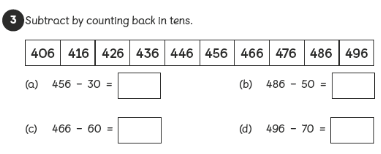 3 Subtract by counting back in tens.
406 416 426 436 446 456 466 476 486 496
(a) 456 - 30 = (b) 486 - 50 =
(c) 466 - 60 = (d) 496 - 70 =